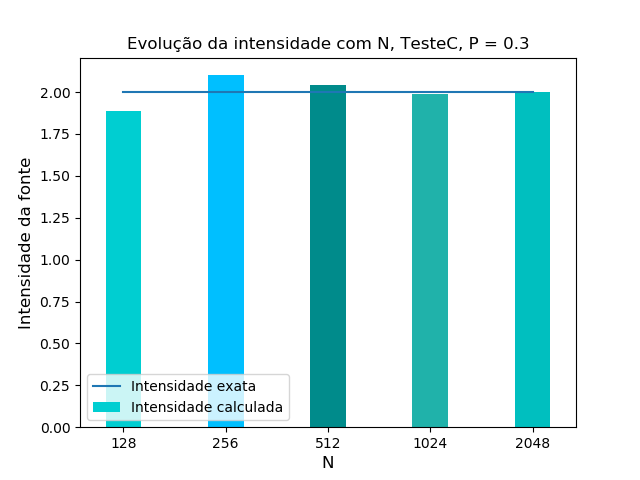 Evolução da intensidade com N, TesteC, P = 0.3
Intensidade da fonte
2.00
1.75
1.50
1.25
1.00
0.75
0.50
0.25
0.00
Intensidade exata
Intensidade calculada
128 256 512 1024 2048
N